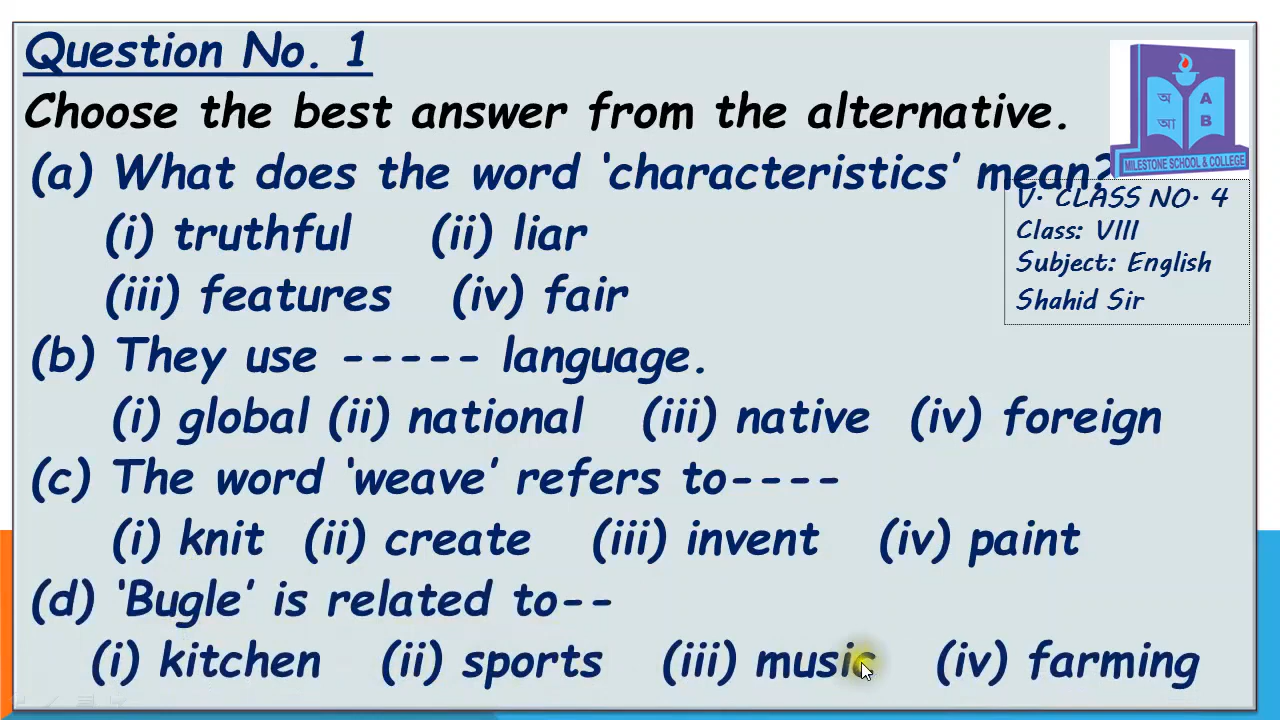 Question No. 1
Choose the best answer from the alternative.
(a) What does the word ‘characteristics’ mean?
(i) truthful (ii) liar
(iii) features (iv) fair
(b) They use ----- language.
(i) global (ii) national (iii) native (iv) foreign
(c) The word ‘weave’ refers to----
(i) knit (ii) create (iii) invent (iv) paint
(d) ‘Bugle’ is related to--
(i) kitchen (ii) sports (iii) music (iv) farming
অ A
আ B
MILESTONE SCHOOL & COLLEGE
V. CLASS NO. 4
Class: VIII
Subject: English
Shahid Sir